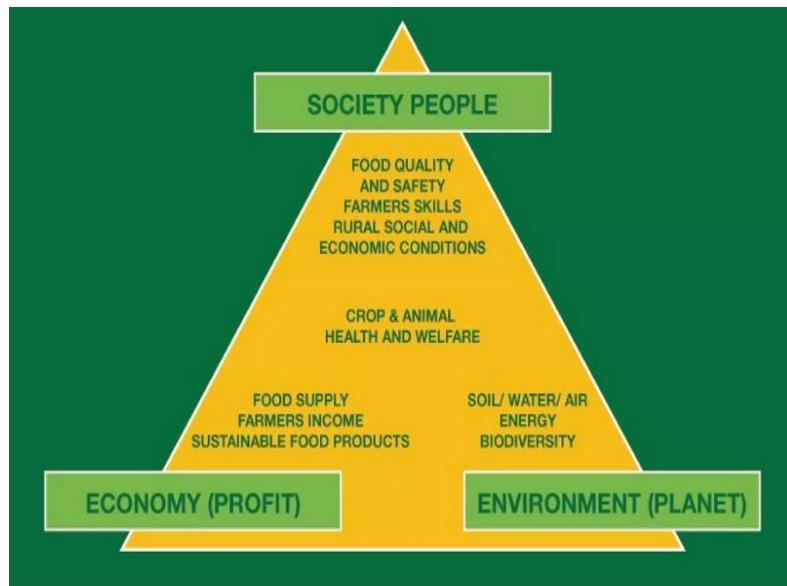 SOCIETY PEOPLE
FOOD QUALITY
AND SAFETY
FARMERS SKILLS
RURAL SOCIAL AND
ECONOMIC CONDITIONS
CROP & ANIMAL
HEALTH AND WELFARE
FOOD SUPPLY
FARMERS INCOME
SUSTAINABLE FOOD PRODUCTS
SOIL/ WATER/ AIR
ENERGY
BIODIVERSITY
ECONOMY (PROFIT)
ENVIRONMENT (PLANET)